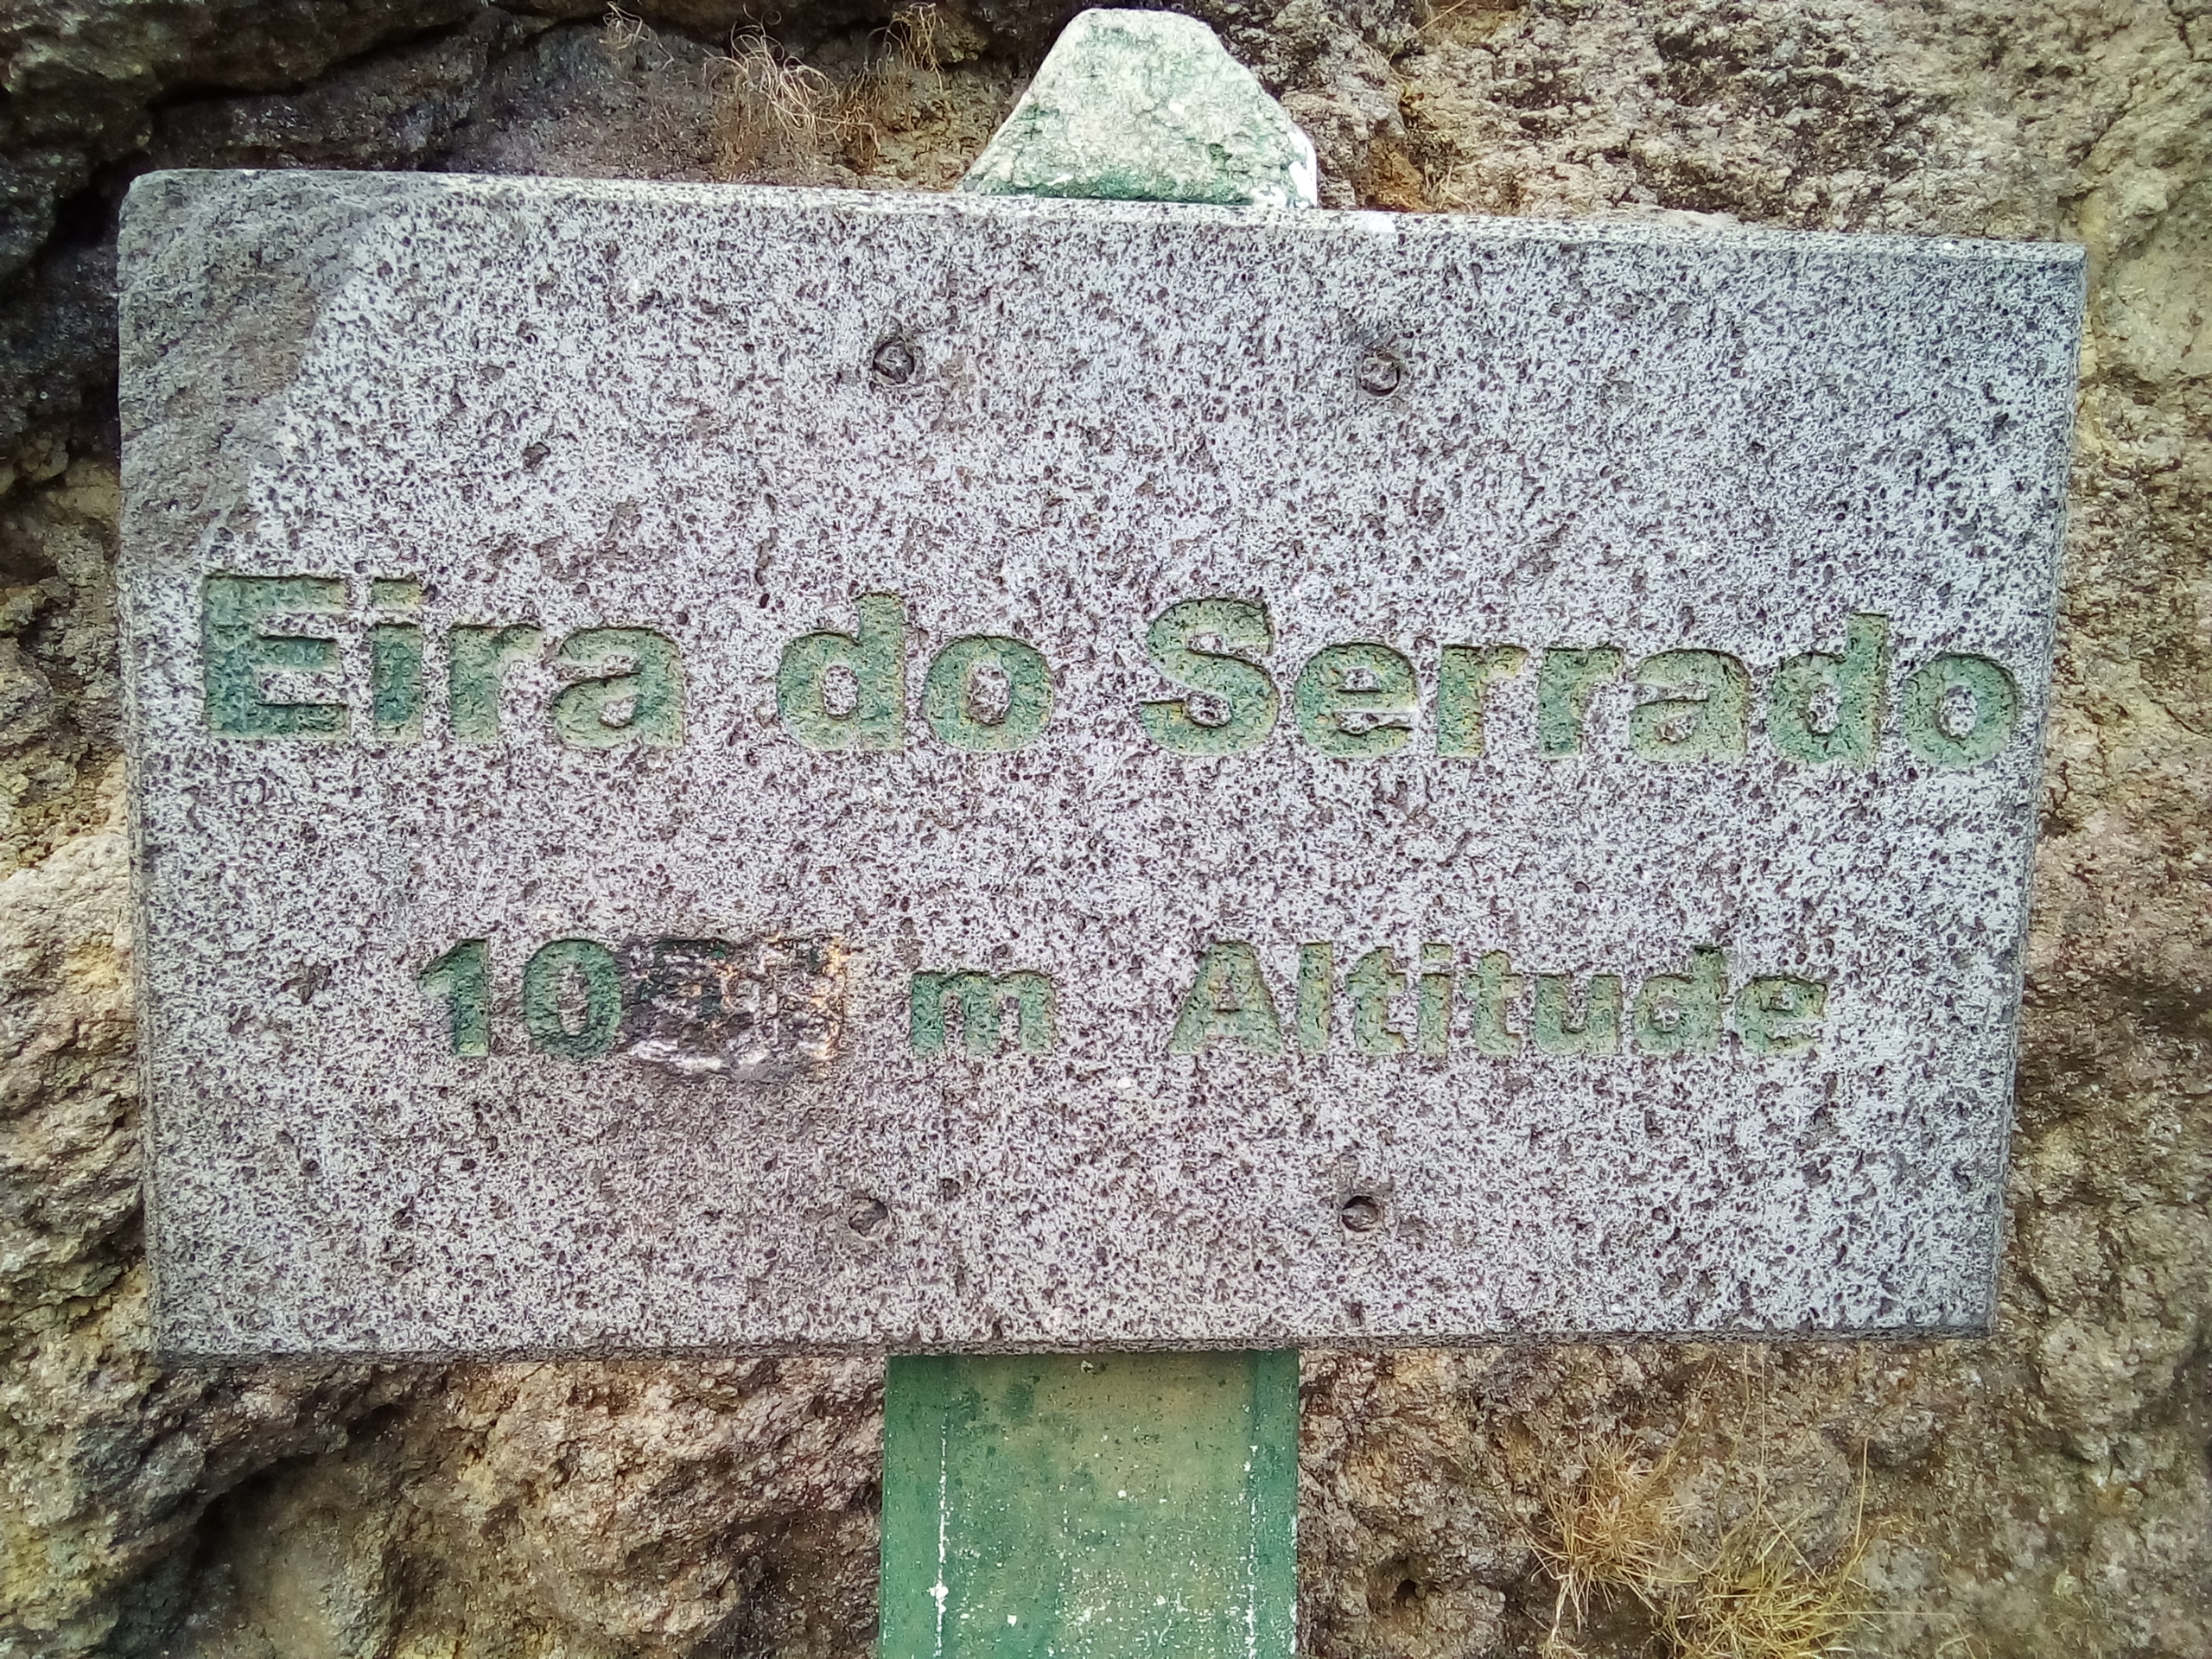 Eira do Serrado
m Altitude